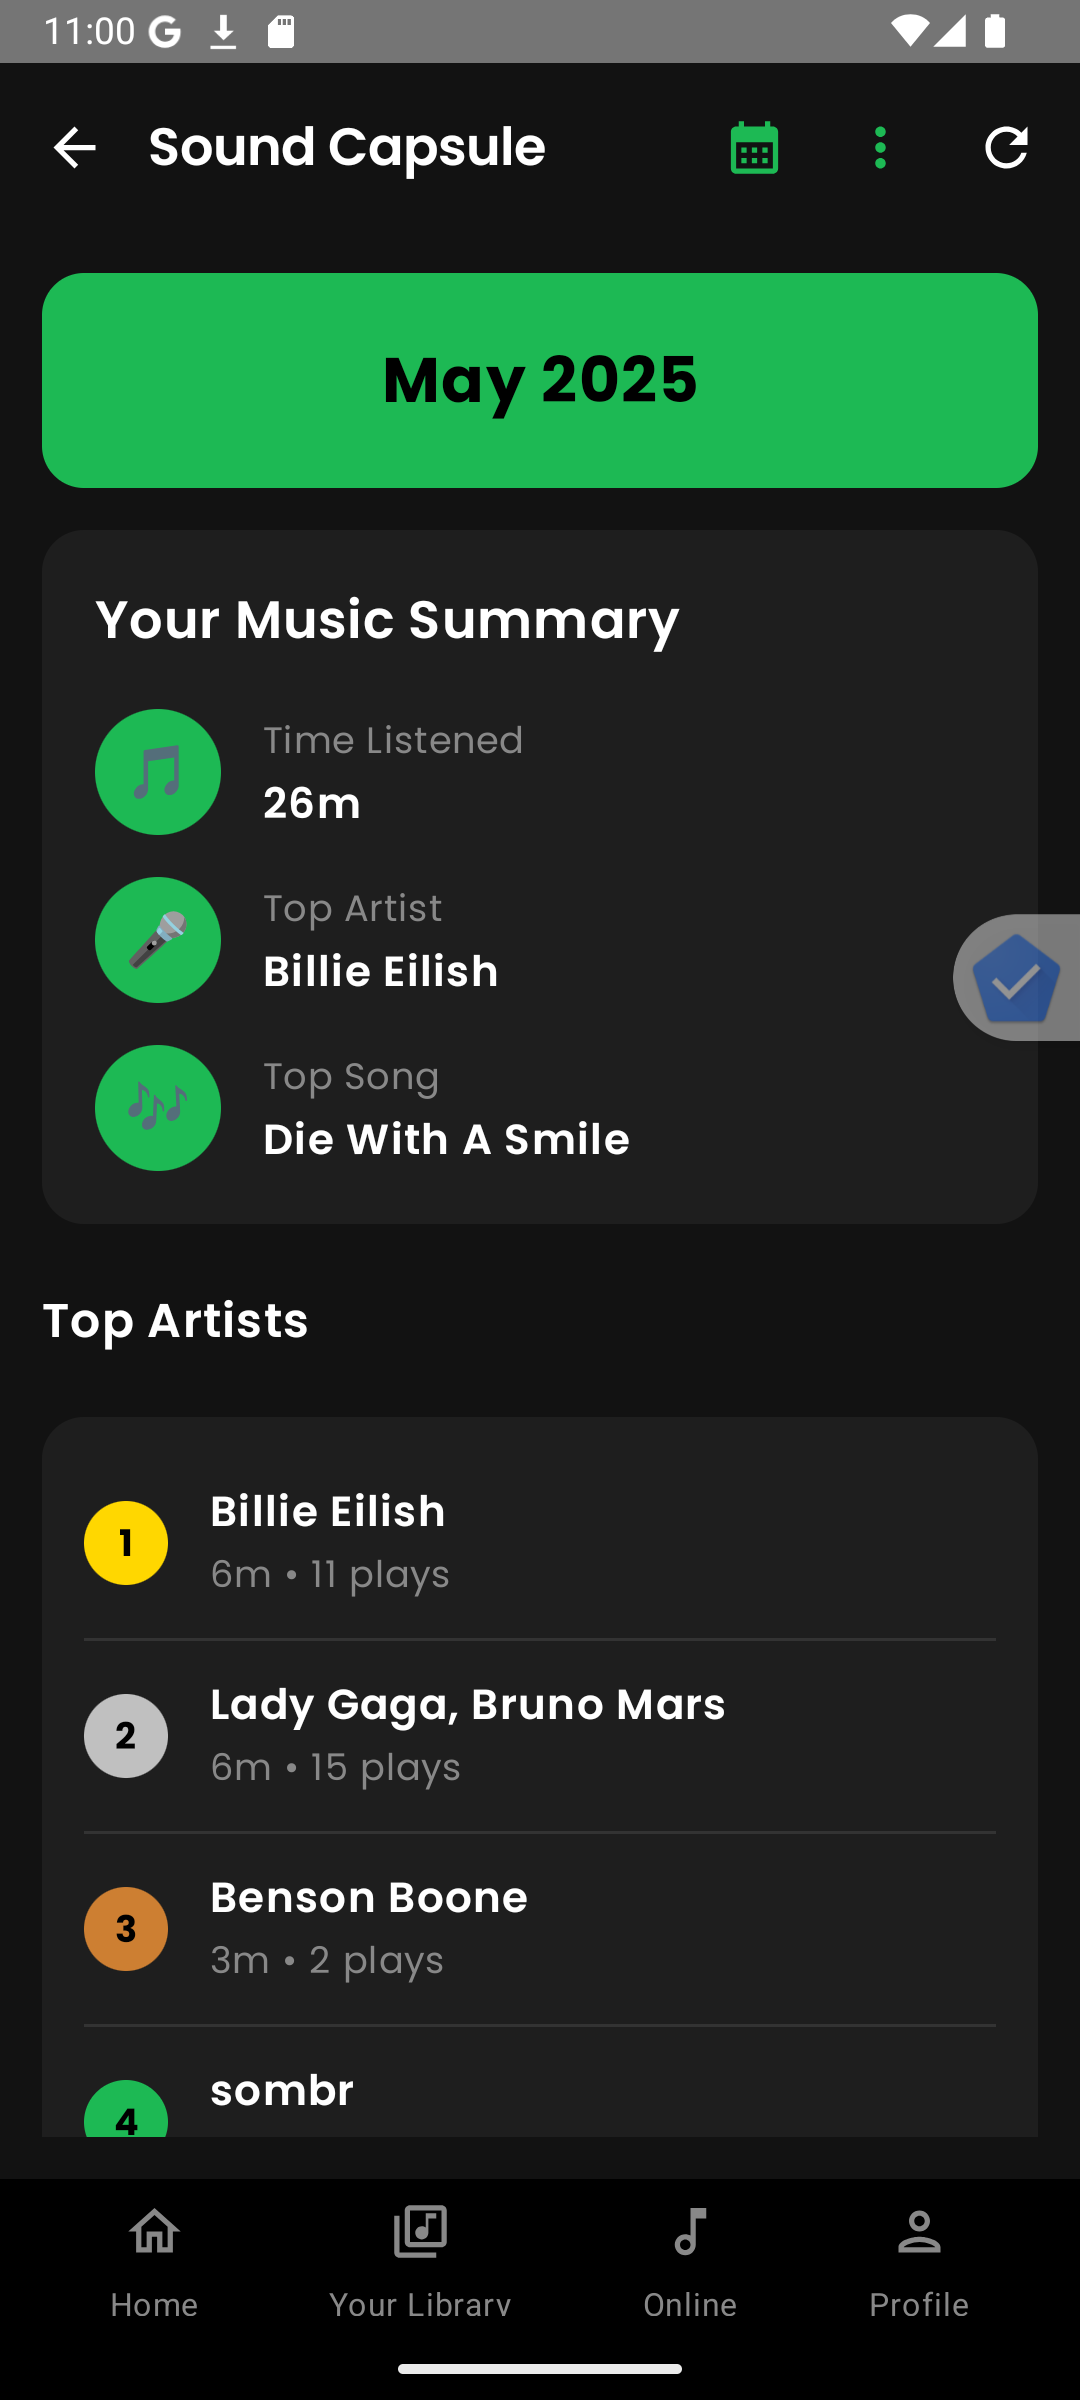 11:00
Sound Capsule
May 2025
Your Music Summary
Time Listened
26m
Top Artist
Billie Eilish
Top Song
Die With A Smile
Top Artists
1
Billie Eilish
6m • 11 plays
2
Lady Gaga, Bruno Mars
6m • 15 plays
3
Benson Boone
3m • 2 plays
4
sombr
Home
Your Library
Online
Profile